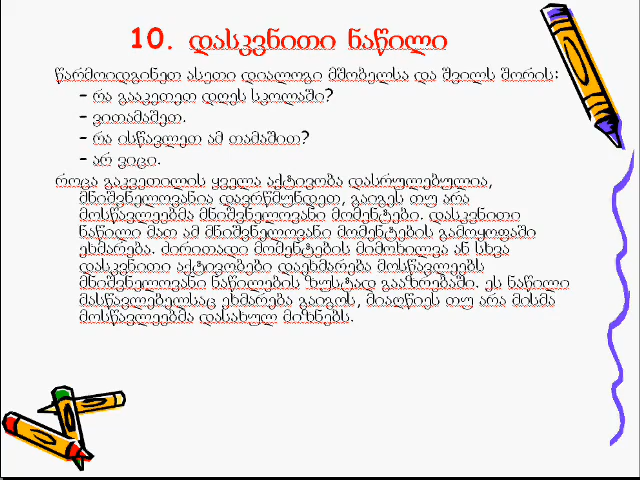 10. დასკვნითი ნაწილი
წარმოიდგინეთ ასეთი დიალოგი მშობელსა და შვილს შორის:
– რა გააკეთეთ დღეს სკოლაში?
– ვითამაშეთ.
– რა ისწავლეთ ამ თამაშით?
– არ ვიცი.
როცა გაკვეთილის ყველა აქტივობა დასრულებულია,
მნიშვნელოვანია დავრწმუნდეთ, გაიგეს თუ არა
მოსწავლეებმა მნიშვნელოვანი მომენტები. დასკვნითი
ნაწილი მათ ამ მნიშვნელოვანი მომენტების გამოყოფაში
ეხმარება. ძირითადი მომენტების მიმოხილვა ან სხვა
დასკვნითი აქტივობები დაეხმარება მოსწავლეებს
მნიშვნელოვანი ნაწილების ზუსტად გააზრებაში. ეს ნაწილი
მასწავლებელსაც ეხმარება გაიგოს, მიაღწიეს თუ არა მისმა
მოსწავლეებმა დასახულ მიზნებს.